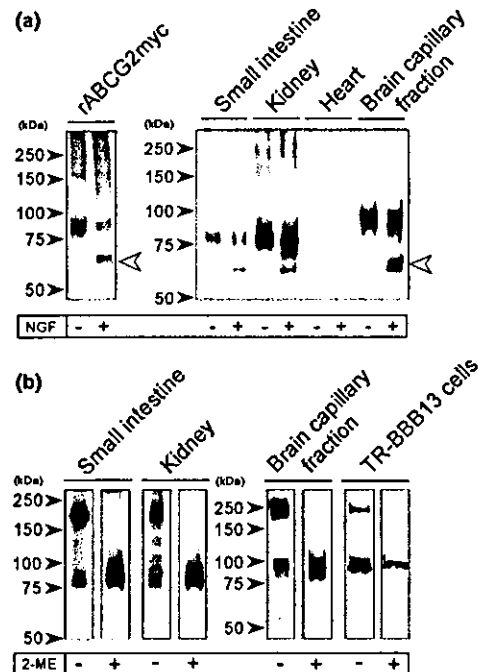 (a)
rABCG2myc
Small intestine
Kidney
Heart
Brain capillary
fraction
(kDa)
250
150
100
75
50
(kDa)
250
150
100
75
50
NGF - + - + - + - + - +
(b)
Small intestine
Kidney
Brain capillary
fraction
TR-BBB13 cells
(kDa)
250
150
100
75
50
(kDa)
250
150
100
75
50
2-ME - + - + - + - +